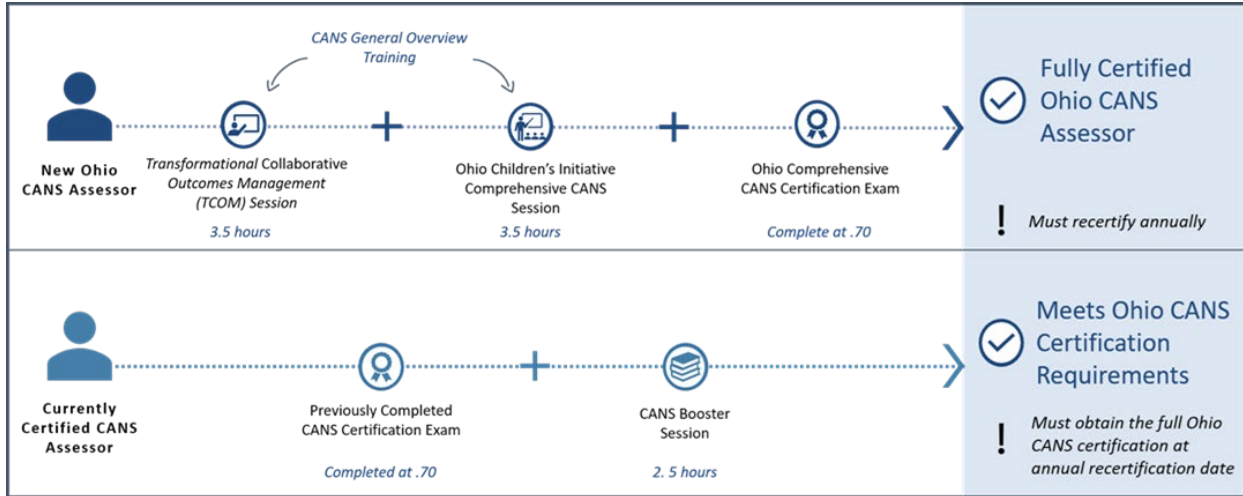 CANS General Overview
Training
New Ohio
CANS Assessor
Transformational Collaborative
Outcomes Management
(TCOM) Session
3.5 hours
+
Ohio Children's Initiative
Comprehensive CANS
Session
3.5 hours
+
Ohio Comprehensive
CANS Certification Exam
Complete at .70
Fully Certified
Ohio CANS
Assessor
! Must recertify annually
Currently
Certified CANS
Assessor
Previously Completed
CANS Certification Exam
Completed at .70
+
CANS Booster
Session
2. 5 hours
Meets Ohio CANS
Certification
Requirements
! Must obtain the full Ohio
CANS certification at
annual recertification date